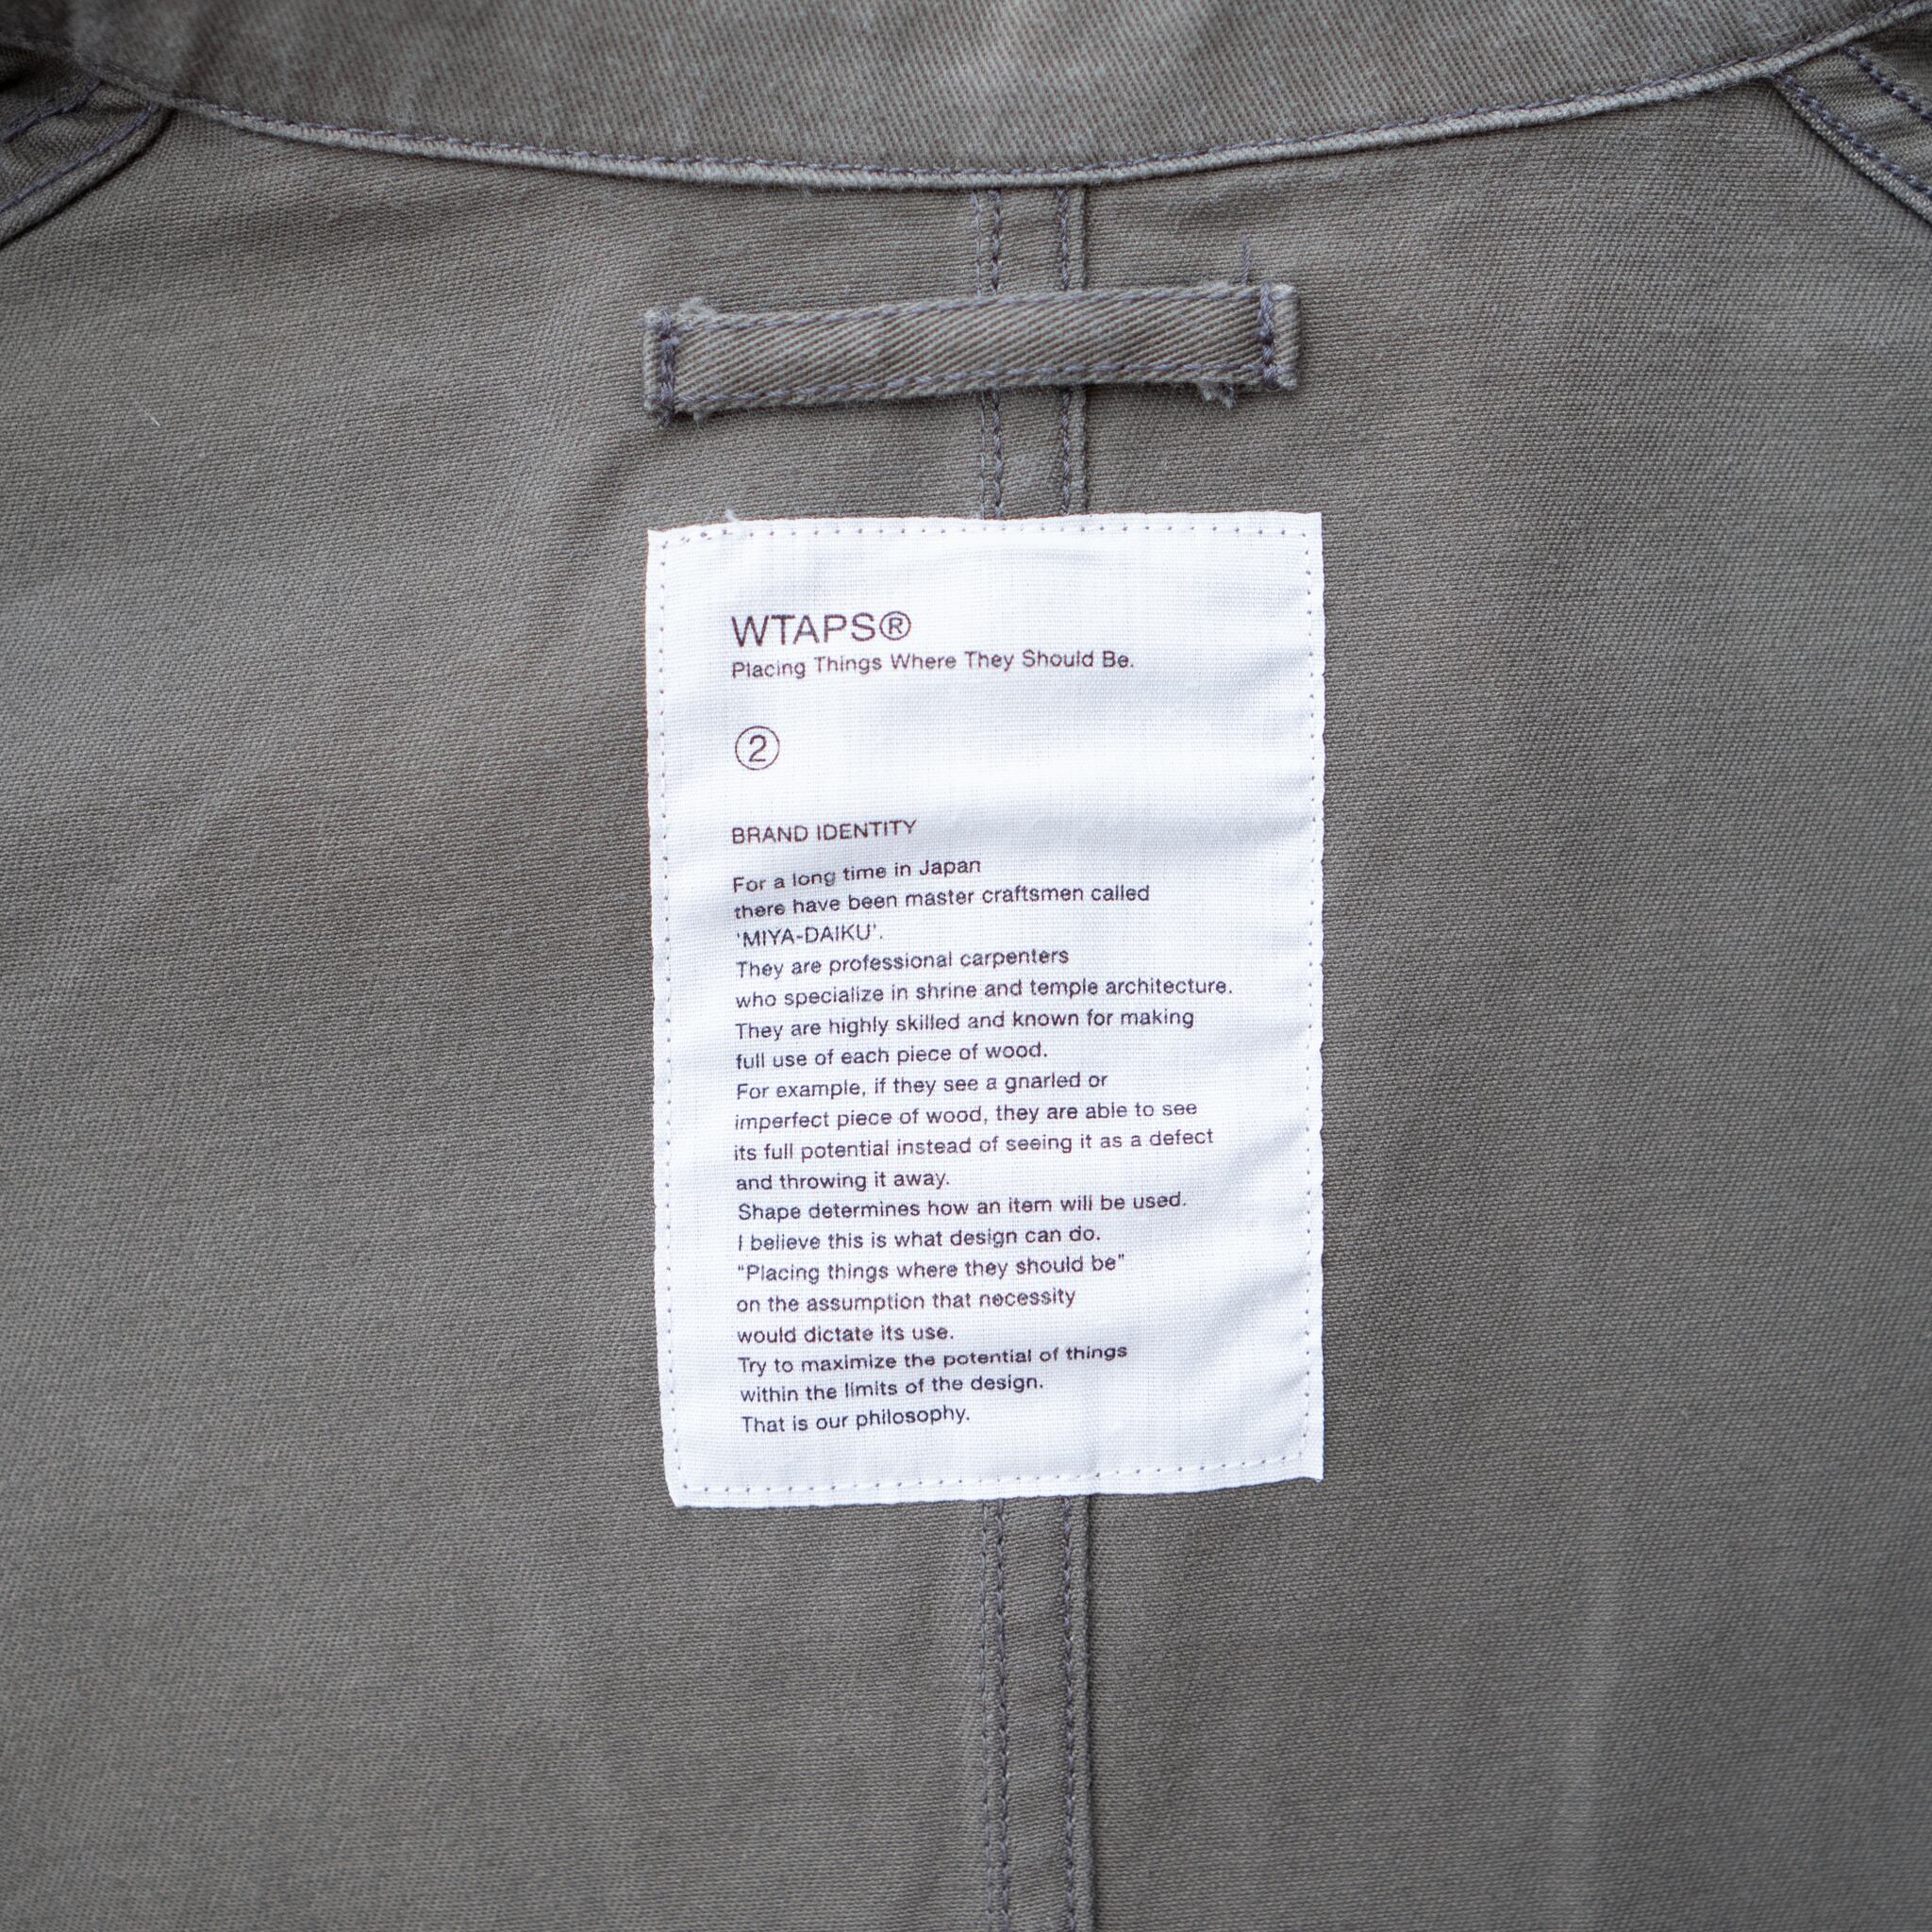 WTAPS®
Placing Things Where They Should Be.
②
BRAND IDENTITY
For a long time in Japan
there have been master craftsmen called
'MIYA-DAIKU'.
They are professional carpenters
who specialize in shrine and temple architecture.
They are highly skilled and known for making
full use of each piece of wood.
For example, if they see a gnarled or
imperfect piece of wood, they are able to see
its full potential instead of seeing it as a defect
and throwing it away.
Shape determines how an item will be used.
I believe this is what design can do.
"Placing things where they should be"
on the assumption that necessity
would dictate its use.
Try to maximize the potential of things
within the limits of the design.
That is our philosophy.